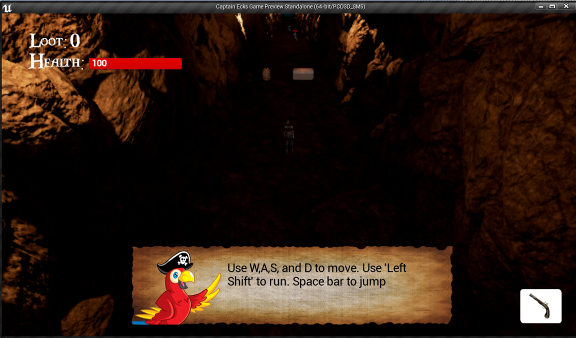 Captain Ecks Game Preview Standalone (64-bit/PCD3D_SM5)
Loot: 0
Health: 100
Use W,A,S, and D to move. Use 'Left
Shift' to run. Space bar to jump